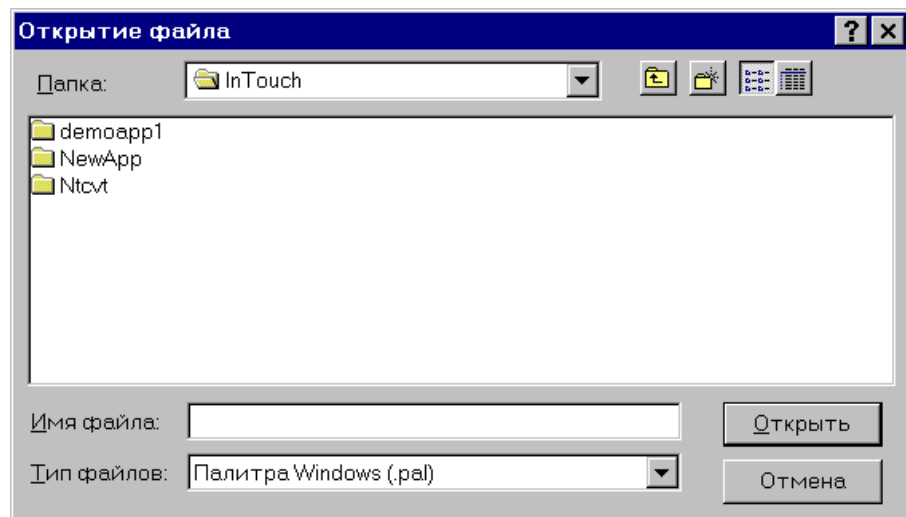 Открытие файла
Папка: InTouch
demoapp1
NewApp
Ntcvt
Имя файла: Открыть
Тип файлов: Палитра Windows (.pal) Отмена